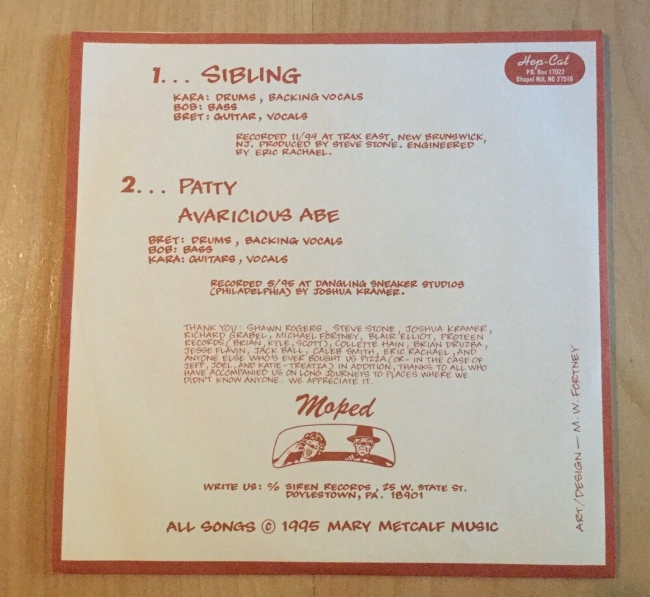 Hep-Cat
P.O. Box 17022
Chapel Hill, NC 27516
1... SIBLING
KARA: DRUMS, BACKING VOCALS
BOB: BASS
BRET: GUITAR, VOCALS
RECORDED 11/94 AT TRAX EAST, NEW BRUNSWICK,
NJ. PRODUCED BY STEVE STONE. ENGINEERED
BY ERIC RACHAEL.
2... PATTY
AVARICIOUS ABE
BRET: DRUMS, BACKING VOCALS
BOB: BASS
KARA: GUITARS, VOCALS
RECORDED 5/95 AT DANGLING SNEAKER STUDIOS
(PHILADELPHIA) BY JOSHUA KRAMER.
THANK YOU: SHAWN ROGERS, STEVE STONE, JOSHUA KRAMER,
RICHARD GRABEL, MICHAEL FORTNEY, BLAIR ELLIOT, PROTEEN
RECORDS (BRIAN, KYLE, SCOTT), COLLETTE HAIN, BRIAN DRUZBA,
JESSE FLAVIN, JACK BALL, CALEB SMITH, ERIC RACHAEL, AND
ANYONE ELSE WHO'S EVER BOUGHT US PIZZA (OR- IN THE CASE OF
JEFF, JOEL, AND KATIE-TREATZA) IN ADDITION, THANKS TO ALL WHO
HAVE ACCOMPANIED US ON LONG JOURNEYS TO PLACES WHERE WE
DIDN'T KNOW ANYONE. WE APPRECIATE IT.
Moped
WRITE US: c/o SIREN RECORDS, 25 W. STATE ST.
DOYLESTOWN, PA. 18901
ALL SONGS © 1995 MARY METCALF MUSIC
ART/DESIGN — M.W. FORTNEY